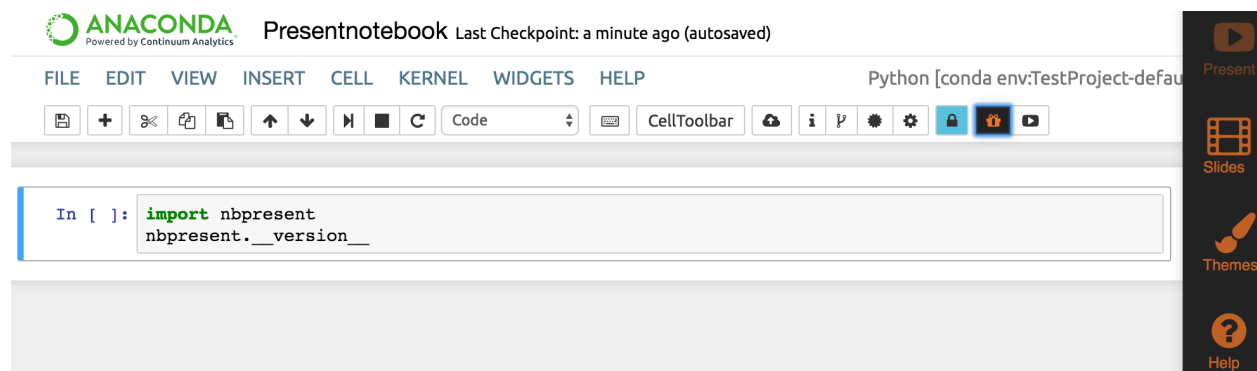 ANACONDA
Powered by Continuum Analytics
Presentnotebook Last Checkpoint: a minute ago (autosaved)
FILE EDIT VIEW INSERT CELL KERNEL WIDGETS HELP
Python [conda env:TestProject-defau
Code
CellToolbar
In [ ]: import nbpresent
nbpresent.__version__
Present
Slides
Themes
Help